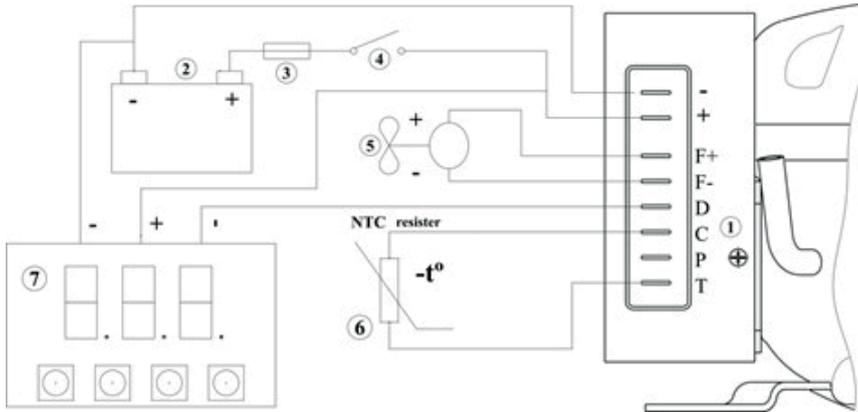 ②
- +
③
④
-
+
⑤
+
-
F+
F-
D
C
P
T
①
- + '
NTC resister
-t°
⑥
⑦
. . .